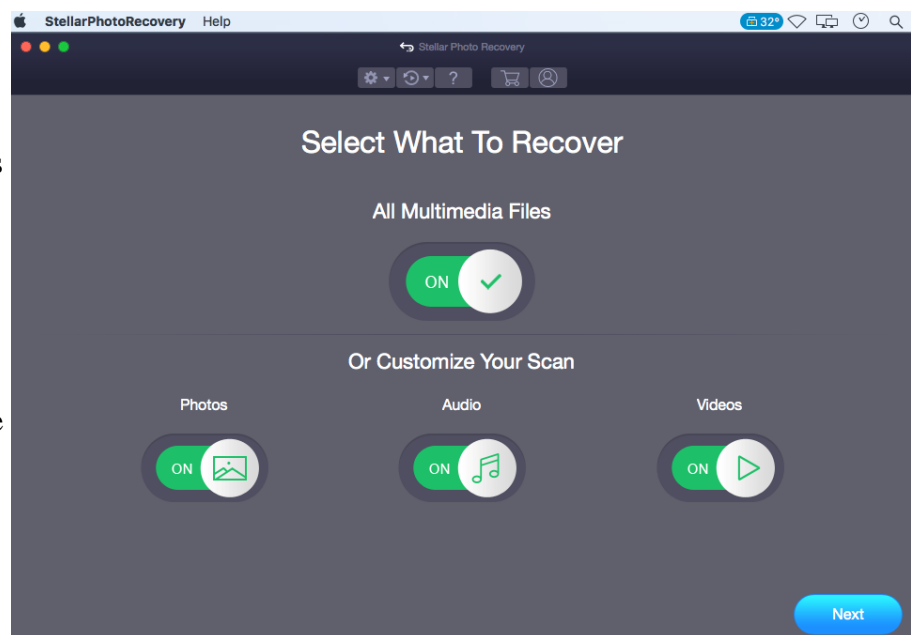 StellarPhotoRecovery Help 32°
Stellar Photo Recovery
?
Select What To Recover
s
All Multimedia Files
ON
Or Customize Your Scan
Photos Audio Videos
e
ON ON ON
Next